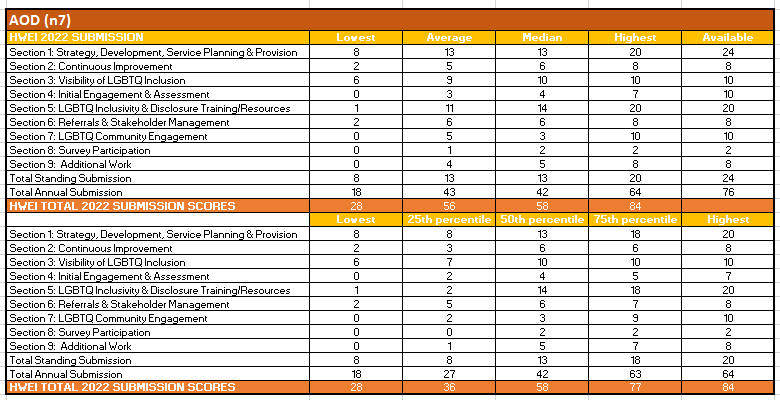 AOD (n7)
HWEI 2022 SUBMISSION Lowest Average Median Highest Available
Section 1: Strategy, Development, Service Planning & Provision 8 13 13 20 24
Section 2: Continuous Improvement 2 5 6 8 8
Section 3: Visibility of LGBTQ Inclusion 6 9 10 10 10
Section 4: Initial Engagement & Assessment 0 3 4 7 10
Section 5: LGBTQ Inclusivity & Disclosure Training/Resources 1 11 14 20 20
Section 6: Referrals & Stakeholder Management 2 6 6 8 8
Section 7: LGBTQ Community Engagement 0 5 3 10 10
Section 8: Survey Participation 0 1 2 2 2
Section 9: Additional Work 0 4 5 8 8
Total Standing Submission 8 13 13 20 24
Total Annual Submission 18 43 42 64 76
HWEI TOTAL 2022 SUBMISSION SCORES 28 56 58 84
Lowest 25th percentile 50th percentile 75th percentile Highest
Section 1: Strategy, Development, Service Planning & Provision 8 8 13 18 20
Section 2: Continuous Improvement 2 3 6 6 8
Section 3: Visibility of LGBTQ Inclusion 6 7 10 10 10
Section 4: Initial Engagement & Assessment 0 2 4 5 7
Section 5: LGBTQ Inclusivity & Disclosure Training/Resources 1 2 14 18 20
Section 6: Referrals & Stakeholder Management 2 5 6 7 8
Section 7: LGBTQ Community Engagement 0 2 3 9 10
Section 8: Survey Participation 0 0 2 2 2
Section 9: Additional Work 0 1 5 7 8
Total Standing Submission 8 8 13 18 20
Total Annual Submission 18 27 42 63 64
HWEI TOTAL 2022 SUBMISSION SCORES 28 36 58 77 84